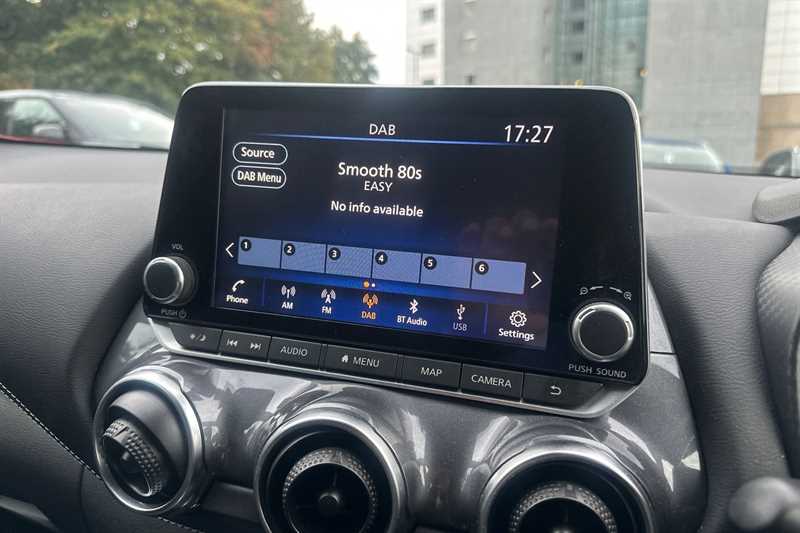 DAB
17:27
Source
DAB Menu
Smooth 80s
EASY
No info available
1 2 3 4 5 6
Phone
AM
FM
DAB
BT Audio
USB
Settings
VOL
PUSH
PUSH SOUND
AUDIO
MENU
MAP
CAMERA